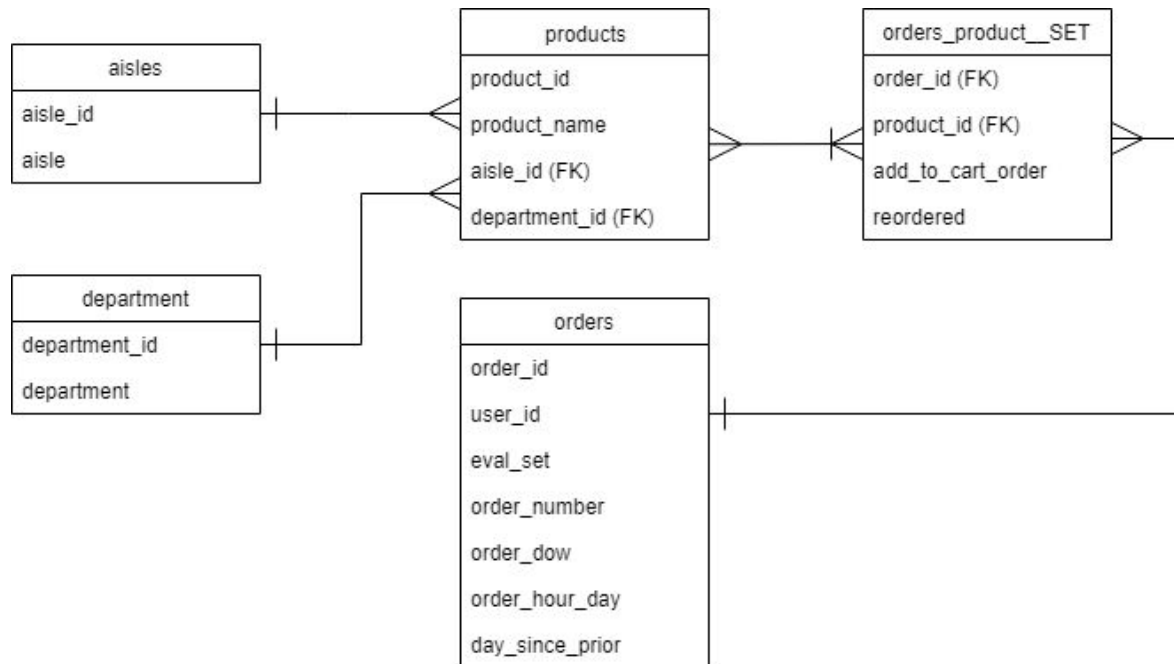 aisles
aisle_id
aisle
products
product_id
product_name
aisle_id (FK)
department_id (FK)
orders_product__SET
order_id (FK)
product_id (FK)
add_to_cart_order
reordered
department
department_id
department
orders
order_id
user_id
eval_set
order_number
order_dow
order_hour_day
day_since_prior